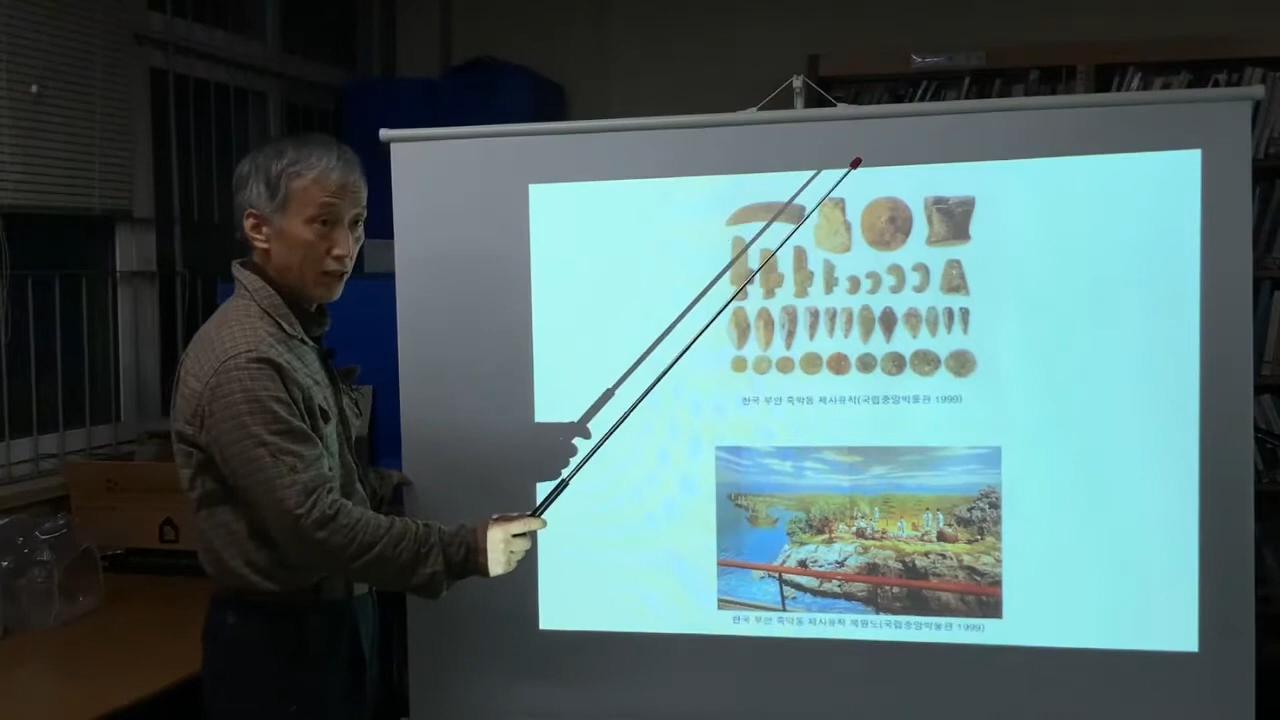 한국 부안 죽막동 제사유적(국립중앙박물관 1999)
한국 부안 죽막동 제사유적 복원도(국립중앙박물관 1999)